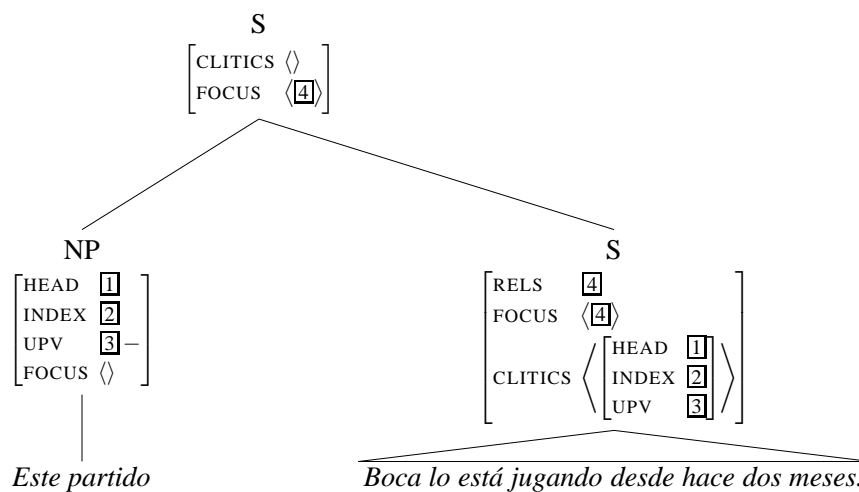 S
CLITICS ⟨⟩
FOCUS ⟨4⟩
NP
HEAD 1
INDEX 2
UPV 3 −
FOCUS ⟨⟩
S
RELS 4
FOCUS ⟨4⟩
CLITICS ⟨HEAD 1
INDEX 2
UPV 3⟩
Este partido
Boca lo está jugando desde hace dos meses.